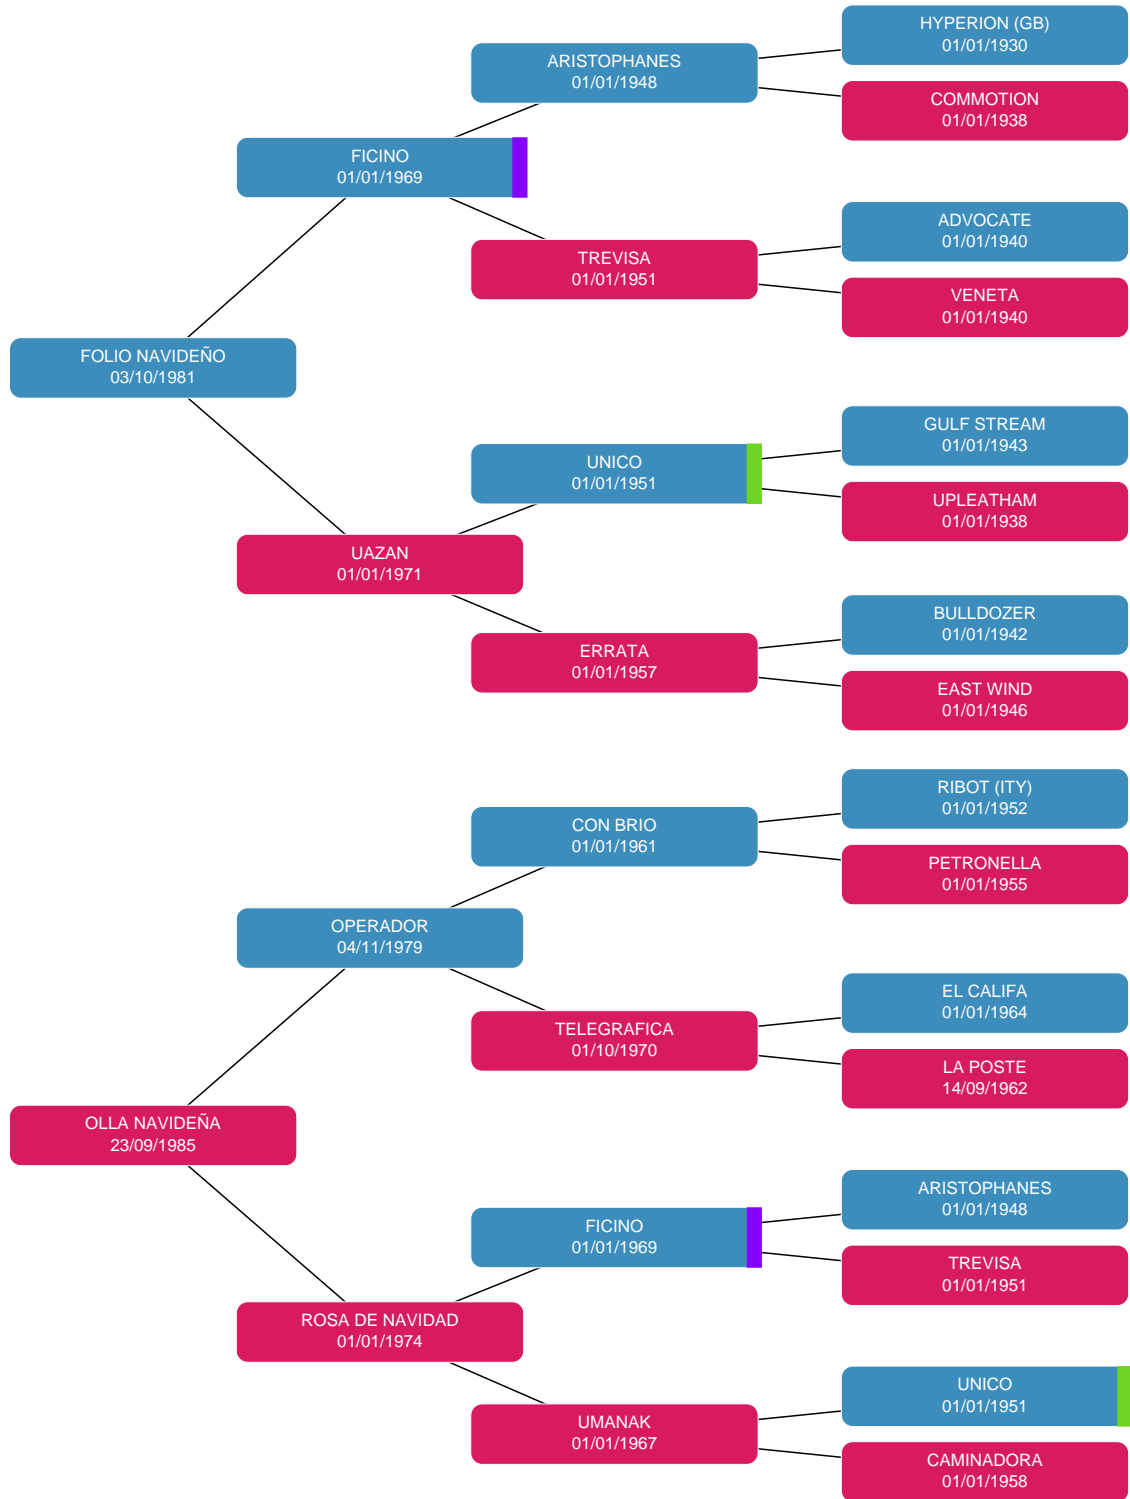 HYPERION (GB)
01/01/1930
ARISTOPHANES
01/01/1948
COMMOTION
01/01/1938
FICINO
01/01/1969
ADVOCATE
01/01/1940
TREVISA
01/01/1951
VENETA
01/01/1940
FOLIO NAVIDEÑO
03/10/1981
GULF STREAM
01/01/1943
UNICO
01/01/1951
UPLEATHAM
01/01/1938
UAZAN
01/01/1971
BULLDOZER
01/01/1942
ERRATA
01/01/1957
EAST WIND
01/01/1946
RIBOT (ITY)
01/01/1952
CON BRIO
01/01/1961
PETRONELLA
01/01/1955
OPERADOR
04/11/1979
EL CALIFA
01/01/1964
TELEGRAFICA
01/10/1970
LA POSTE
14/09/1962
OLLA NAVIDEÑA
23/09/1985
ARISTOPHANES
01/01/1948
FICINO
01/01/1969
TREVISA
01/01/1951
ROSA DE NAVIDAD
01/01/1974
UNICO
01/01/1951
UMANAK
01/01/1967
CAMINADORA
01/01/1958